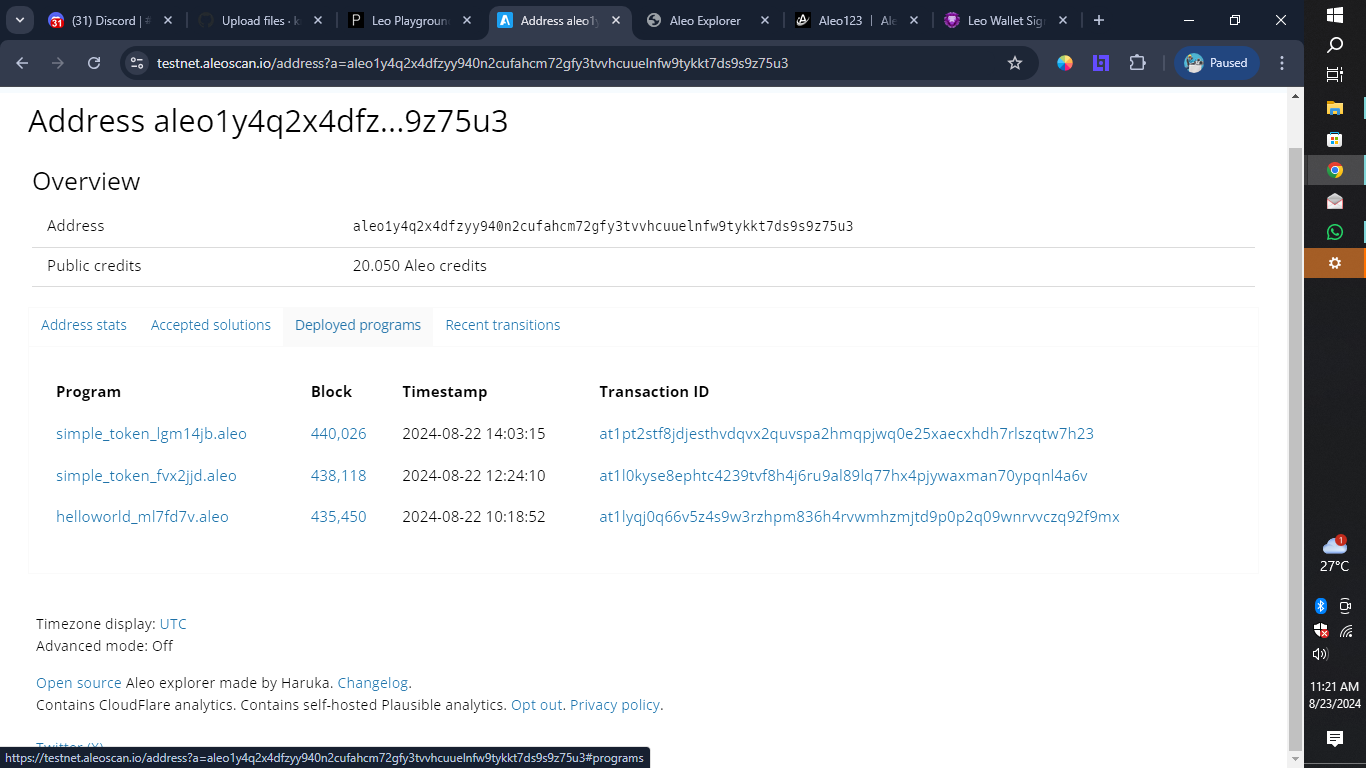 (31) Discord | #
Upload files · k
Leo Playground
Address aleo1y
Aleo Explorer
Aleo123 | Ale
Leo Wallet Sig
testnet.aleoscan.io/address?a=aleo1y4q2x4dfzyy940n2cufahcm72gfy3tvvhcuuelnfw9tykkt7ds9s9z75u3
Paused
Address aleo1y4q2x4dfz...9z75u3
Overview
Address aleo1y4q2x4dfzyy940n2cufahcm72gfy3tvvhcuuelnfw9tykkt7ds9s9z75u3
Public credits 20.050 Aleo credits
Address stats Accepted solutions Deployed programs Recent transitions
Program Block Timestamp Transaction ID
simple_token_lgm14jb.aleo 440,026 2024-08-22 14:03:15 at1pt2stf8jdjesthvdqvx2quvspa2hmqpjwq0e25xaecxhdh7rlszqtw7h23
simple_token_fvx2jjd.aleo 438,118 2024-08-22 12:24:10 at1l0kyse8ephtc4239tvf8h4j6ru9al89lq77hx4pjywaxman70ypqnl4a6v
helloworld_ml7fd7v.aleo 435,450 2024-08-22 10:18:52 at1lyqj0q66v5z4s9w3rzhpm836h4rvwmhzmjtd9p0p2q09wnrvvczq92f9mx
Timezone display: UTC
Advanced mode: Off
Open source Aleo explorer made by Haruka. Changelog.
Contains CloudFlare analytics. Contains self-hosted Plausible analytics. Opt out. Privacy policy.
Twitter (X)
https://testnet.aleoscan.io/address?a=aleo1y4q2x4dfzyy940n2cufahcm72gfy3tvvhcuuelnfw9tykkt7ds9s9z75u3#programs
1
27°C
11:21 AM
8/23/2024